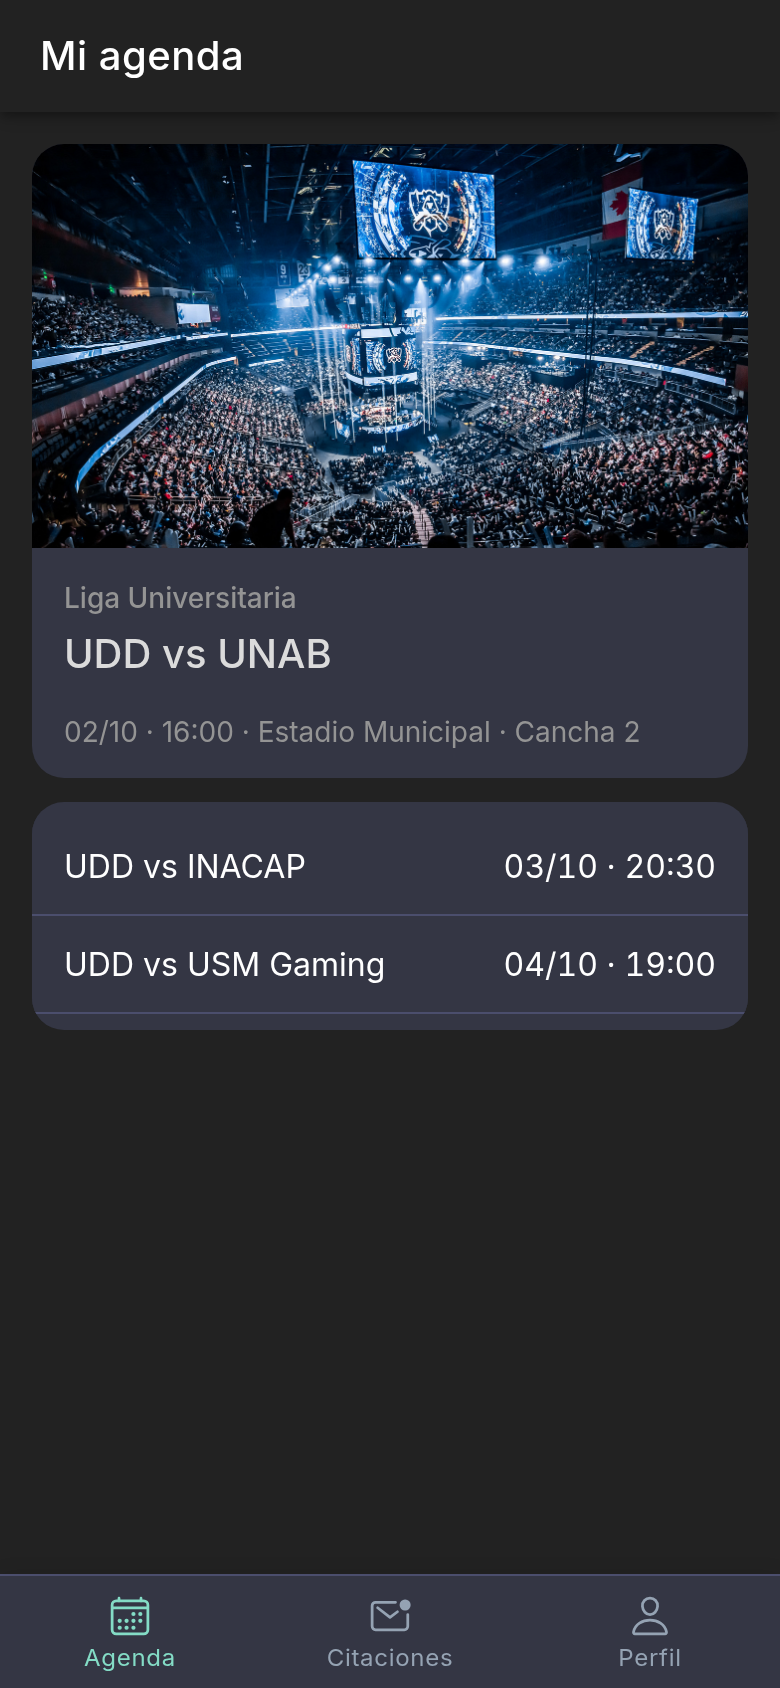 Mi agenda
Liga Universitaria
UDD vs UNAB
02/10 · 16:00 · Estadio Municipal · Cancha 2
UDD vs INACAP 03/10 · 20:30
UDD vs USM Gaming 04/10 · 19:00
Agenda Citaciones Perfil